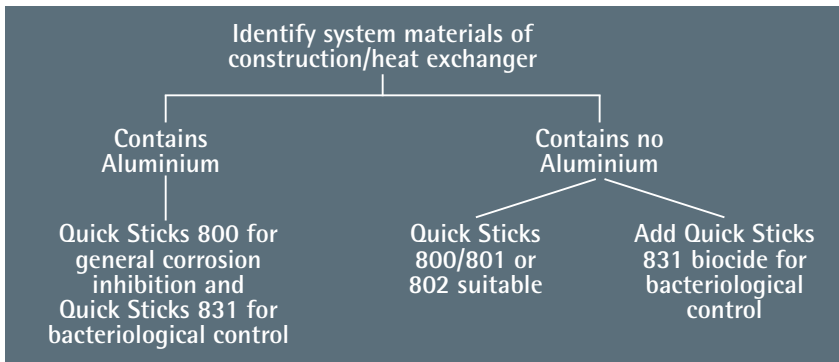 Identify system materials of
construction/heat exchanger
Contains
Aluminium
Contains no
Aluminium
Quick Sticks 800 for
general corrosion
inhibition and
Quick Sticks 831 for
bacteriological control
Quick Sticks
800/801 or
802 suitable
Add Quick Sticks
831 biocide for
bacteriological
control